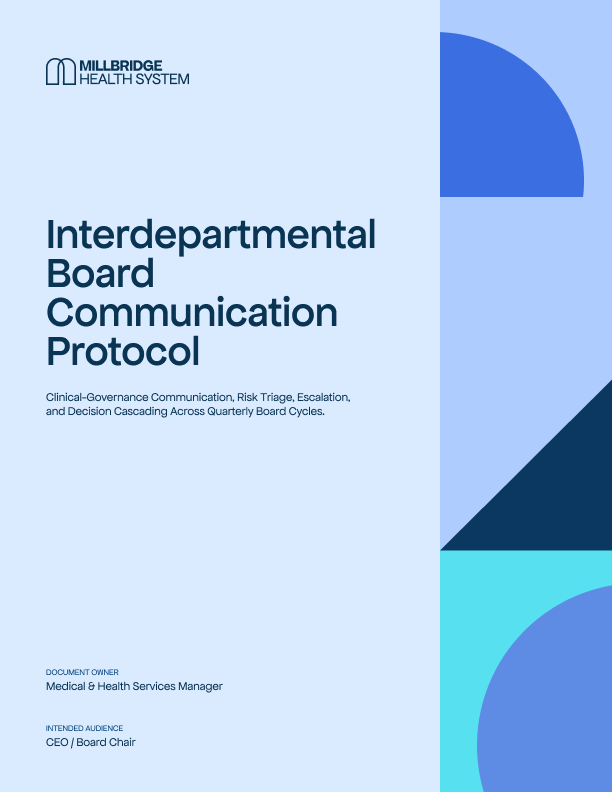 MILLBRIDGE
HEALTH SYSTEM
Interdepartmental
Board
Communication
Protocol
Clinical-Governance Communication, Risk Triage, Escalation,
and Decision Cascading Across Quarterly Board Cycles.
DOCUMENT OWNER
Medical & Health Services Manager
INTENDED AUDIENCE
CEO / Board Chair